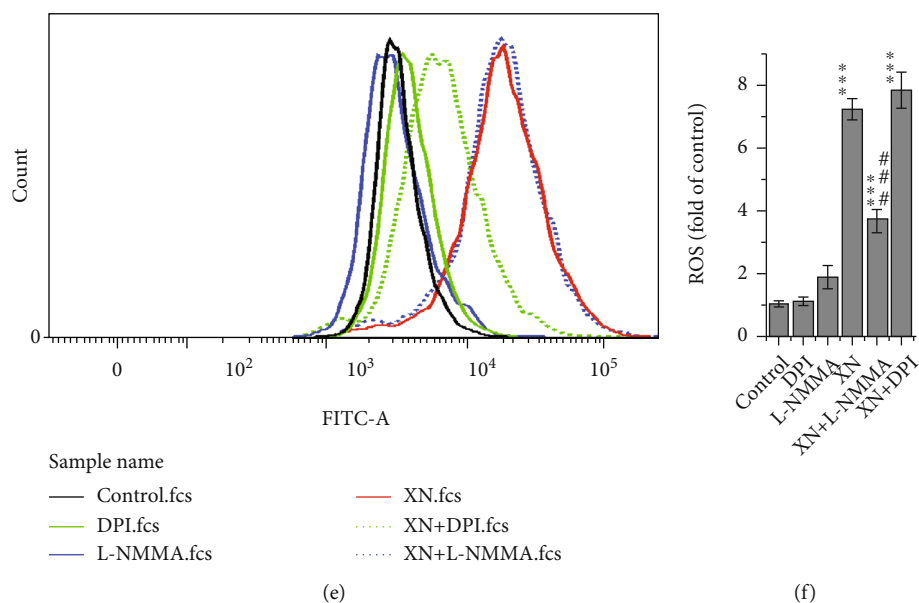 Count
0
0
10²
10³
10⁴
10⁵
FITC-A
Sample name
Control.fcs
DPI.fcs
L-NMMA.fcs
XN.fcs
XN+DPI.fcs
XN+L-NMMA.fcs
(e)
ROS (fold of control)
8
6
4
2
0
***
***
###
***
Control
DPI
L-NMMA
XN
XN+L-NMMA
XN+DPI
(f)